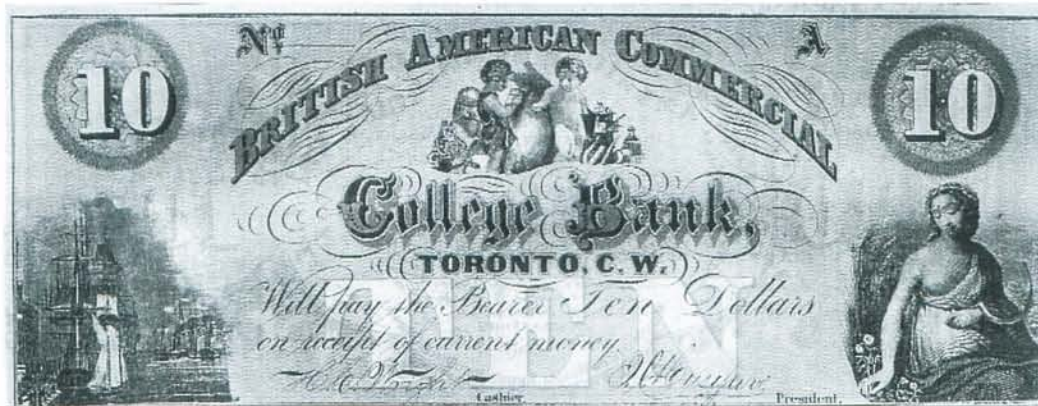 10 No. A 10
BRITISH AMERICAN COMMERCIAL
College Bank,
TORONTO, C. W.
Will pay the Bearer Ten Dollars
on receipt of current money
TEN
Cashier. President.